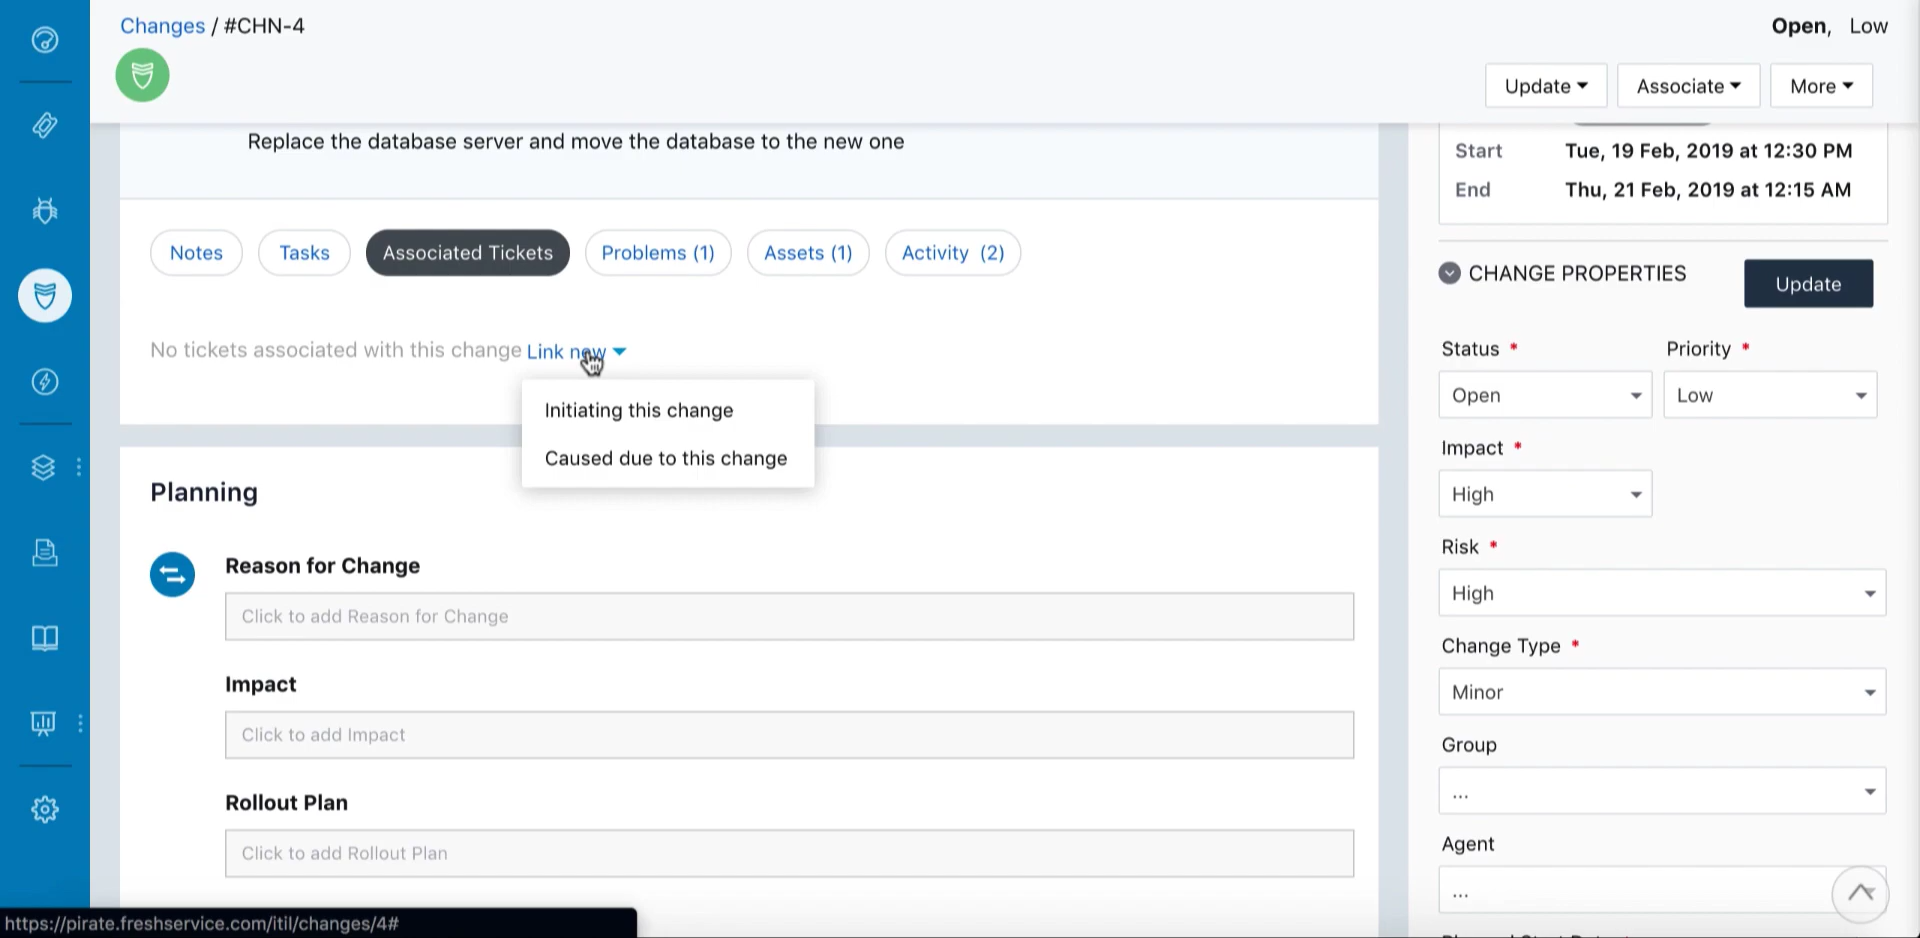 Changes / #CHN-4
Open, Low
Update
Associate
More
Replace the database server and move the database to the new one
Notes
Tasks
Associated Tickets
Problems (1)
Assets (1)
Activity (2)
No tickets associated with this change Link new
Initiating this change
Caused due to this change
Planning
Reason for Change
Click to add Reason for Change
Impact
Click to add Impact
Rollout Plan
Click to add Rollout Plan
Start Tue, 19 Feb, 2019 at 12:30 PM
End Thu, 21 Feb, 2019 at 12:15 AM
CHANGE PROPERTIES
Update
Status *
Priority *
Open
Low
Impact *
High
Risk *
High
Change Type *
Minor
Group
...
Agent
...
https://pirate.freshservice.com/itil/changes/4#